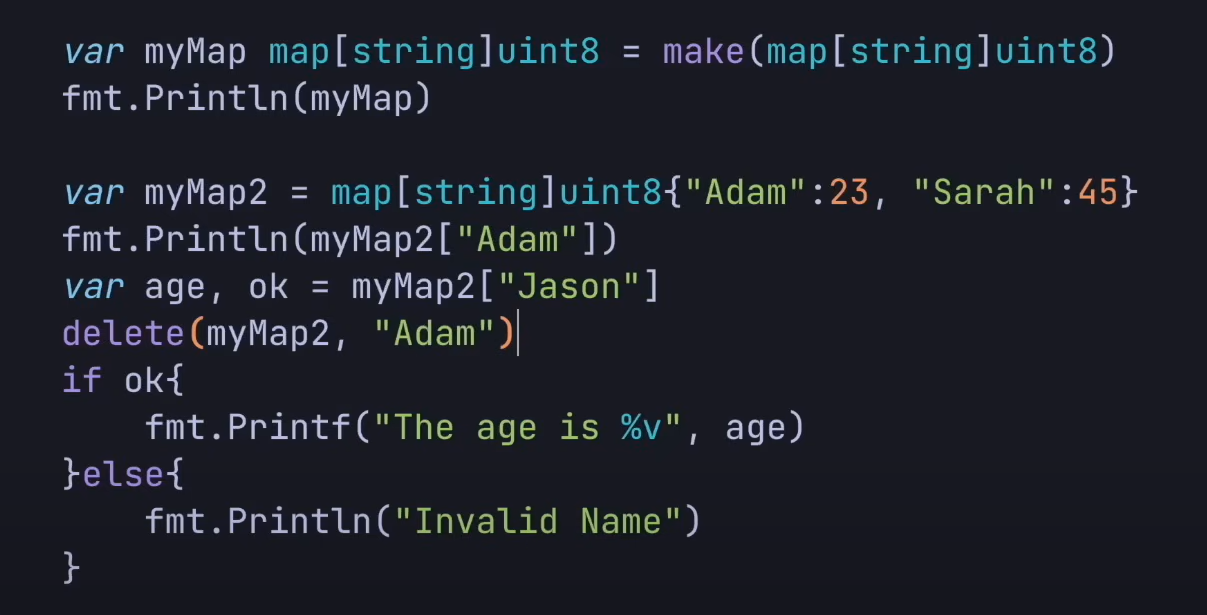 var myMap map[string]uint8 = make(map[string]uint8)
fmt.Println(myMap)

var myMap2 = map[string]uint8{"Adam":23, "Sarah":45}
fmt.Println(myMap2["Adam"])
var age, ok = myMap2["Jason"]
delete(myMap2, "Adam")
if ok{
    fmt.Printf("The age is %v", age)
}else{
    fmt.Println("Invalid Name")
}